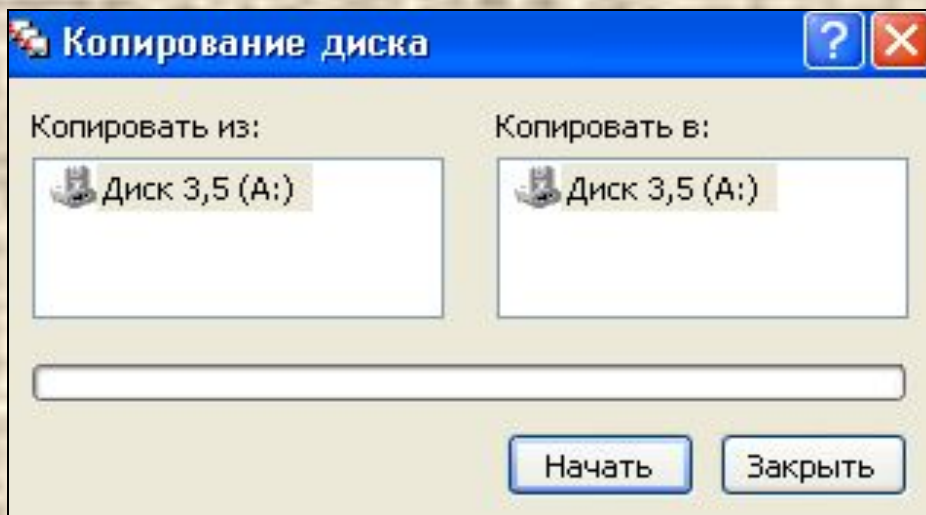 Копирование диска
Копировать из:
Диск 3,5 (A:)
Копировать в:
Диск 3,5 (A:)
Начать
Закрыть